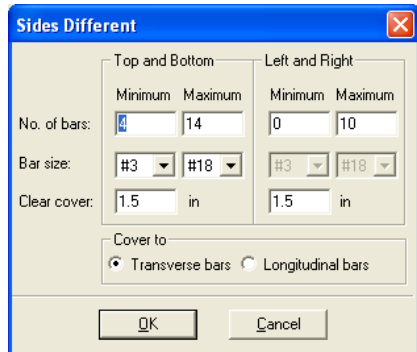 Sides Different
Top and Bottom Left and Right
Minimum Maximum Minimum Maximum
No. of bars: 4 14 0 10
Bar size: #3 #18 #3 #18
Clear cover: 1.5 in 1.5 in
Cover to
Transverse bars Longitudinal bars
OK Cancel